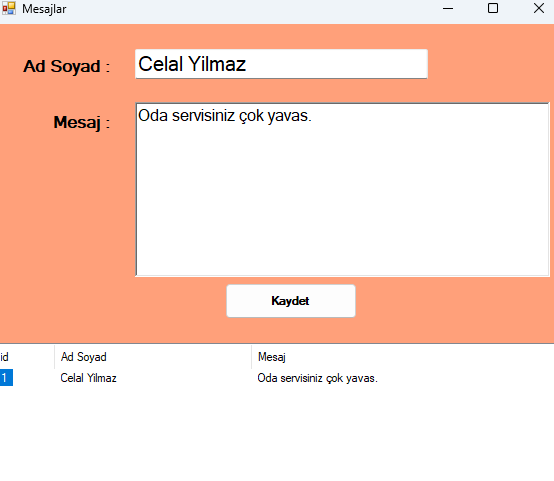 Mesajlar
Ad Soyad : Celal Yilmaz
Mesaj : Oda servisiniz çok yavas.
Kaydet
id Ad Soyad Mesaj
1 Celal Yilmaz Oda servisiniz çok yavas.